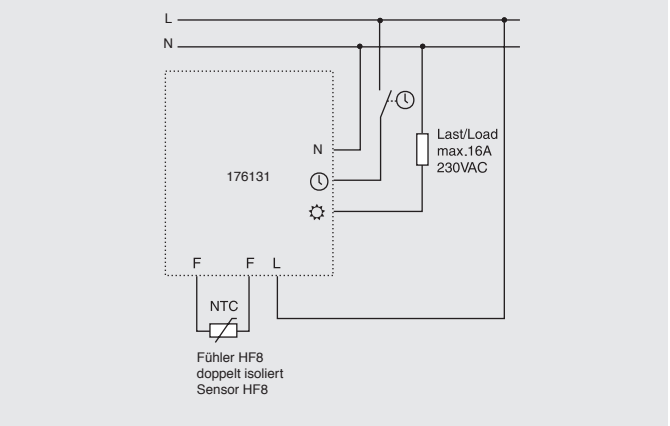 L
N
N
Last/Load
max.16A
230VAC
176131
F F L
NTC
Fühler HF8
doppelt isoliert
Sensor HF8